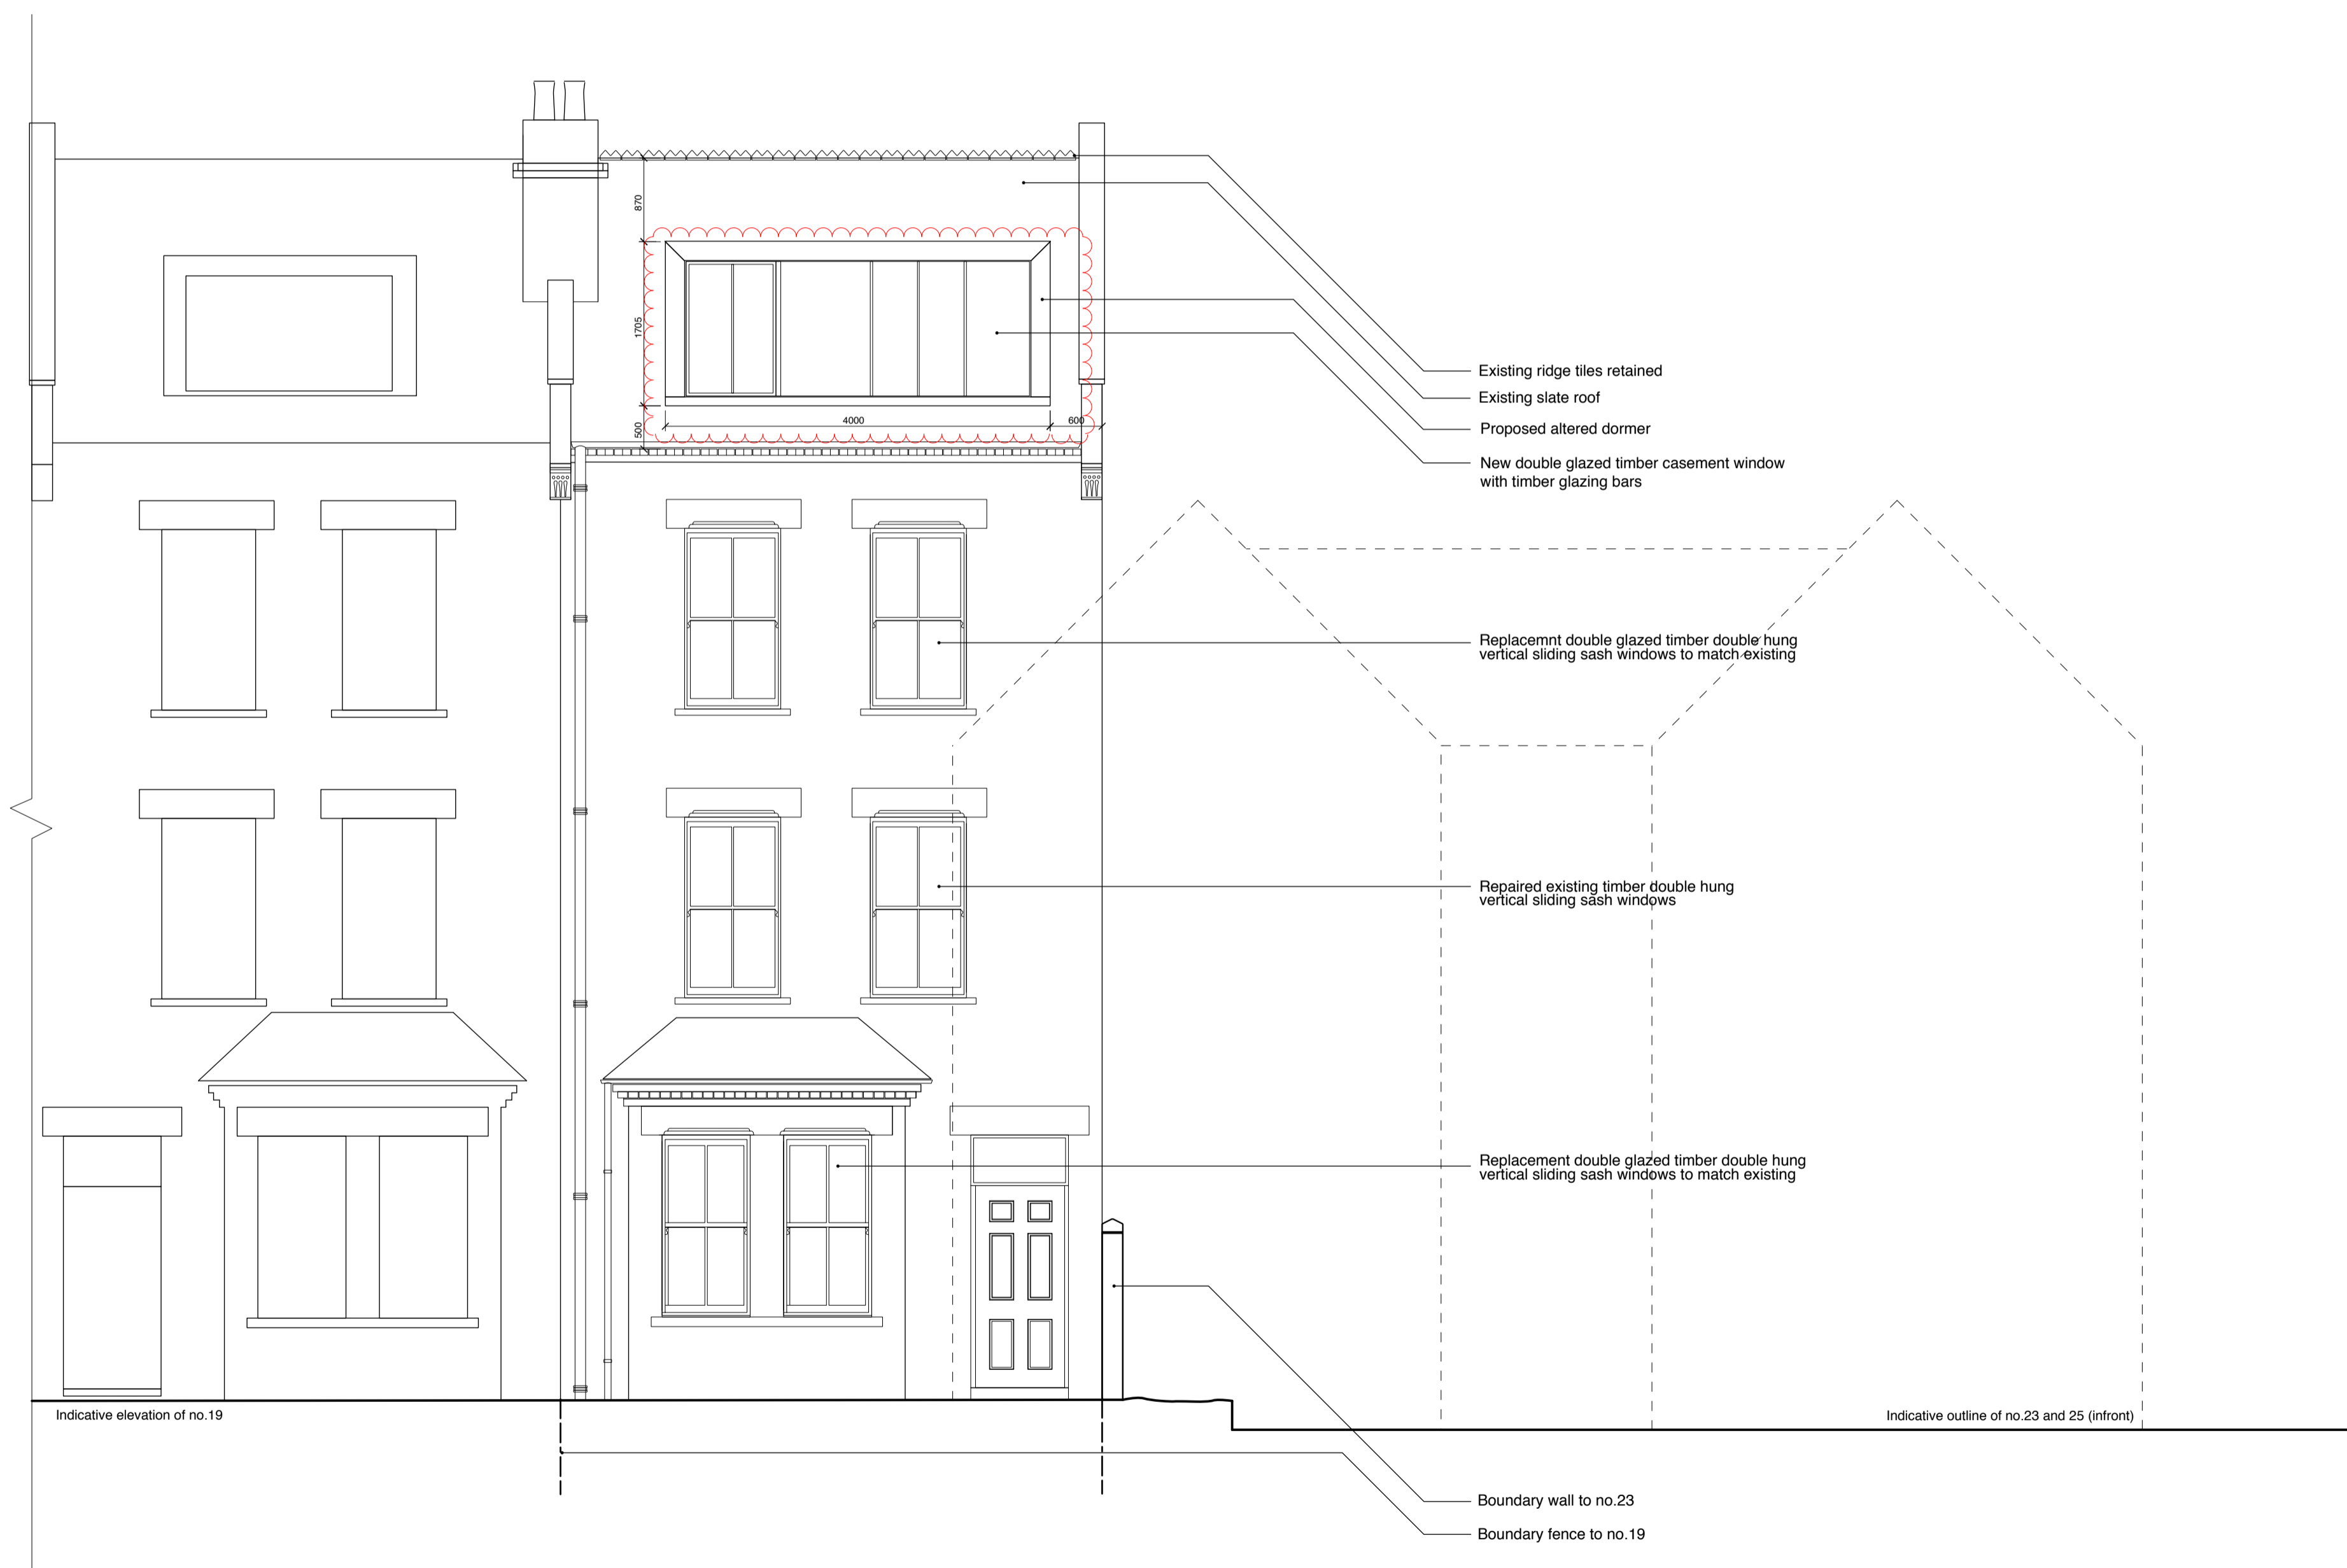 870
1705
4000
600
500
Existing ridge tiles retained
Existing slate roof
Proposed altered dormer
New double glazed timber casement window
with timber glazing bars
Replacemnt double glazed timber double hung
vertical sliding sash windows to match existing
Repaired existing timber double hung
vertical sliding sash windows
Replacement double glazed timber double hung
vertical sliding sash windows to match existing
Indicative elevation of no.19
Indicative outline of no.23 and 25 (infront)
Boundary wall to no.23
Boundary fence to no.19